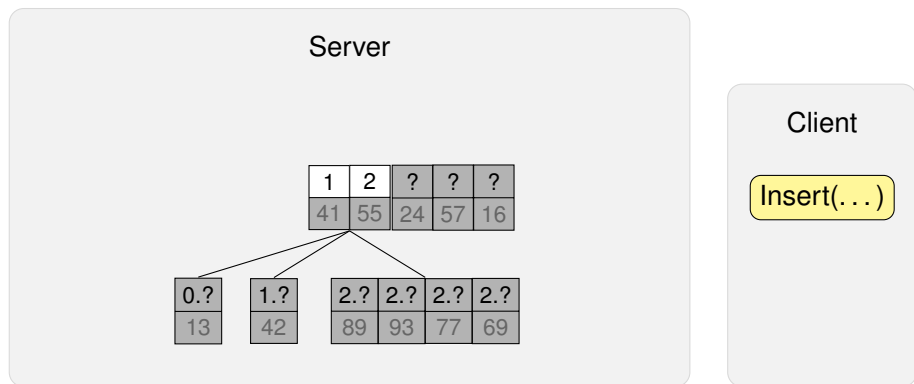 Server
Client
1 2 ? ? ?
Insert(...)
41 55 24 57 16
0.? 1.? 2.? 2.? 2.? 2.?
13 42 89 93 77 69